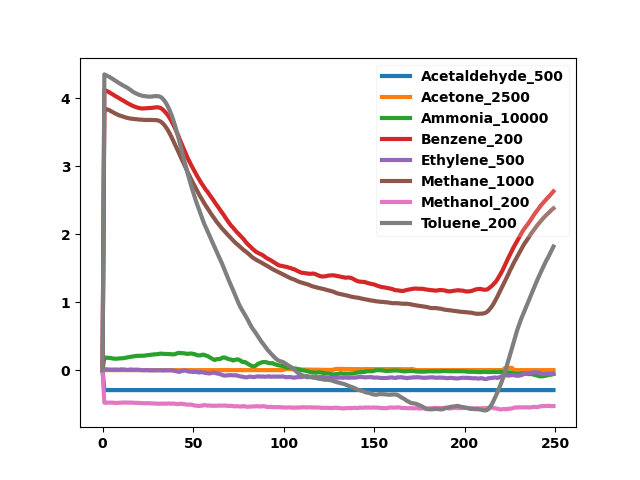 Acetaldehyde_500
Acetone_2500
Ammonia_10000
Benzene_200
Ethylene_500
Methane_1000
Methanol_200
Toluene_200
4
3
2
1
0
0 50 100 150 200 250